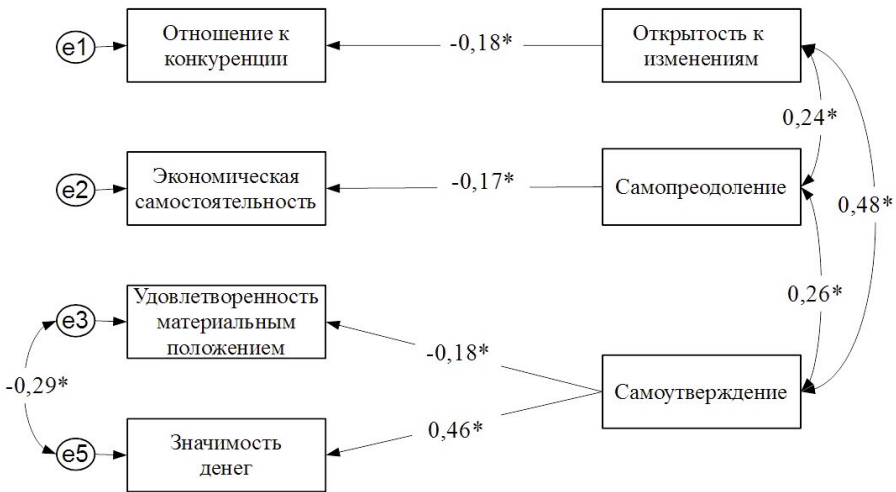 e1
Отношение к
конкуренции
-0,18*
Открытость к
изменениям
0,24*
e2
Экономическая
самостоятельность
-0,17*
Самопреодоление
0,48*
0,26*
e3
Удовлетворенность
материальным
положением
-0,18*
-0,29*
Самоутверждение
0,46*
e5
Значимость
денег